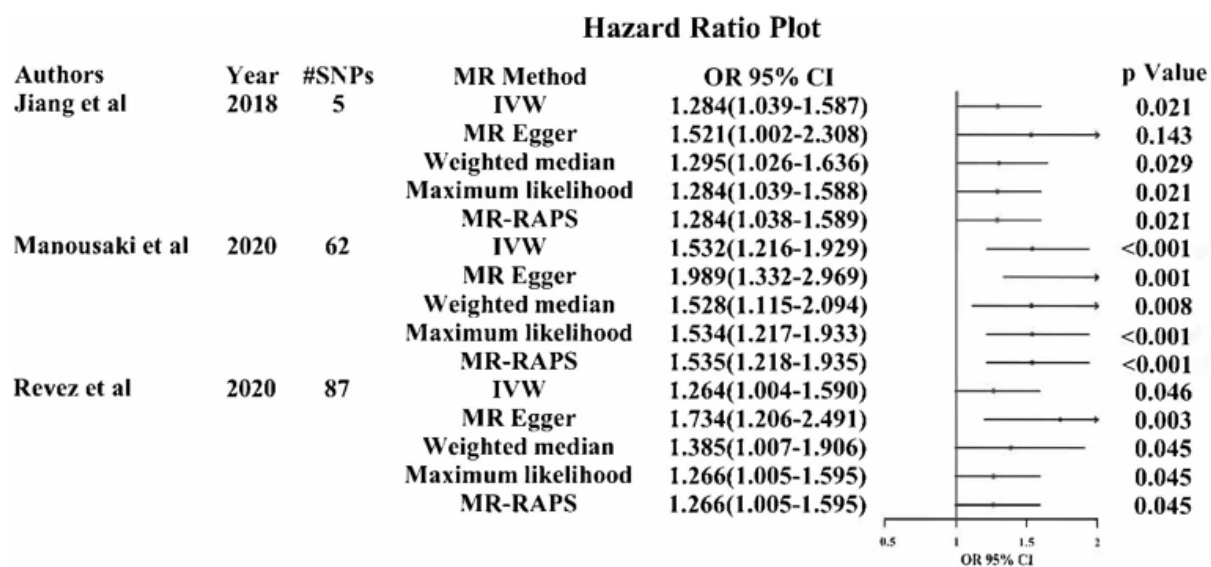 Hazard Ratio Plot
Authors Year #SNPs MR Method OR 95% CI p Value
Jiang et al 2018 5 IVW 1.284(1.039-1.587) 0.021
MR Egger 1.521(1.002-2.308) 0.143
Weighted median 1.295(1.026-1.636) 0.029
Maximum likelihood 1.284(1.039-1.588) 0.021
MR-RAPS 1.284(1.038-1.589) 0.021
Manousaki et al 2020 62 IVW 1.532(1.216-1.929) <0.001
MR Egger 1.989(1.332-2.969) 0.001
Weighted median 1.528(1.115-2.094) 0.008
Maximum likelihood 1.534(1.217-1.933) <0.001
MR-RAPS 1.535(1.218-1.935) <0.001
Revez et al 2020 87 IVW 1.264(1.004-1.590) 0.046
MR Egger 1.734(1.206-2.491) 0.003
Weighted median 1.385(1.007-1.906) 0.045
Maximum likelihood 1.266(1.005-1.595) 0.045
MR-RAPS 1.266(1.005-1.595) 0.045
0.5 1 1.5 2
OR 95% CI